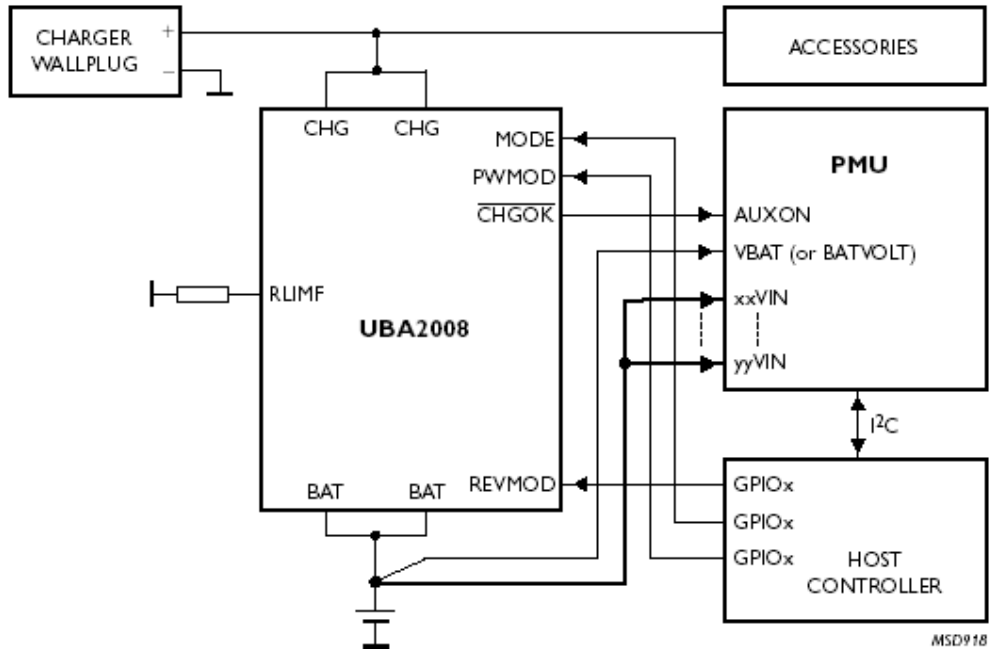 CHARGER
WALLPLUG
+
−
ACCESSORIES
CHG
CHG
MODE
PWMOD
CHGOK
RLIMF
UBA2008
BAT
BAT
REVMOD
PMU
AUXON
VBAT (or BATVOLT)
xxVIN
yyVIN
I²C
GPIOx
GPIOx
GPIOx
HOST
CONTROLLER
MSD918